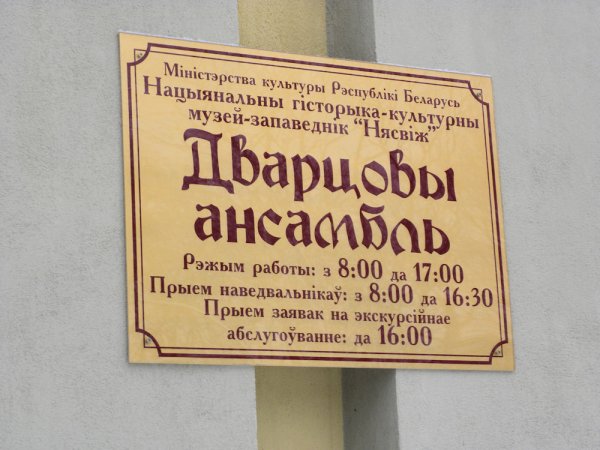 Міністэрства культуры Рэспублікі Беларусь
Нацыянальны гісторыка-культурны
музей-запаведнік “Нясвіж”
Дварцовы
ансамбль
Рэжым работы: з 8:00 да 17:00
Прыем наведвальнікаў: з 8:00 да 16:30
Прыем заявак на экскурсійнае
абслугоўванне: да 16:00